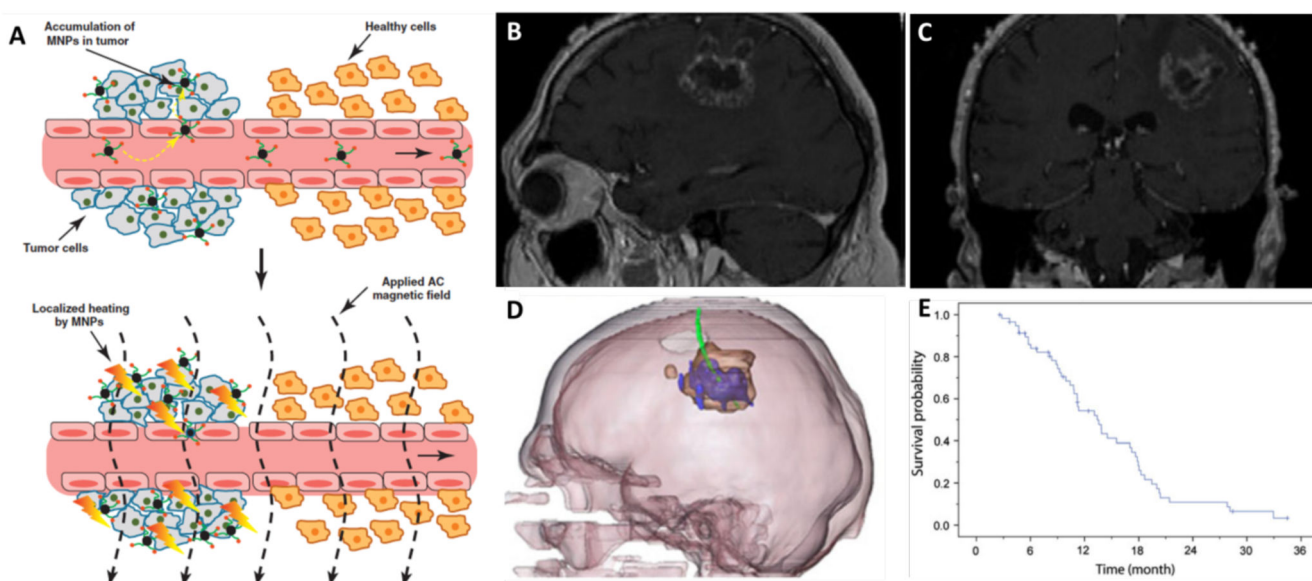 A
Accumulation of
MNPs in tumor
Healthy cells
Tumor cells
Localized heating
by MNPs
Applied AC
magnetic field
B
C
D
E
Survival probability
1.0
0.8
0.6
0.4
0.2
0.0
0
6
12
18
24
30
36
Time (month)